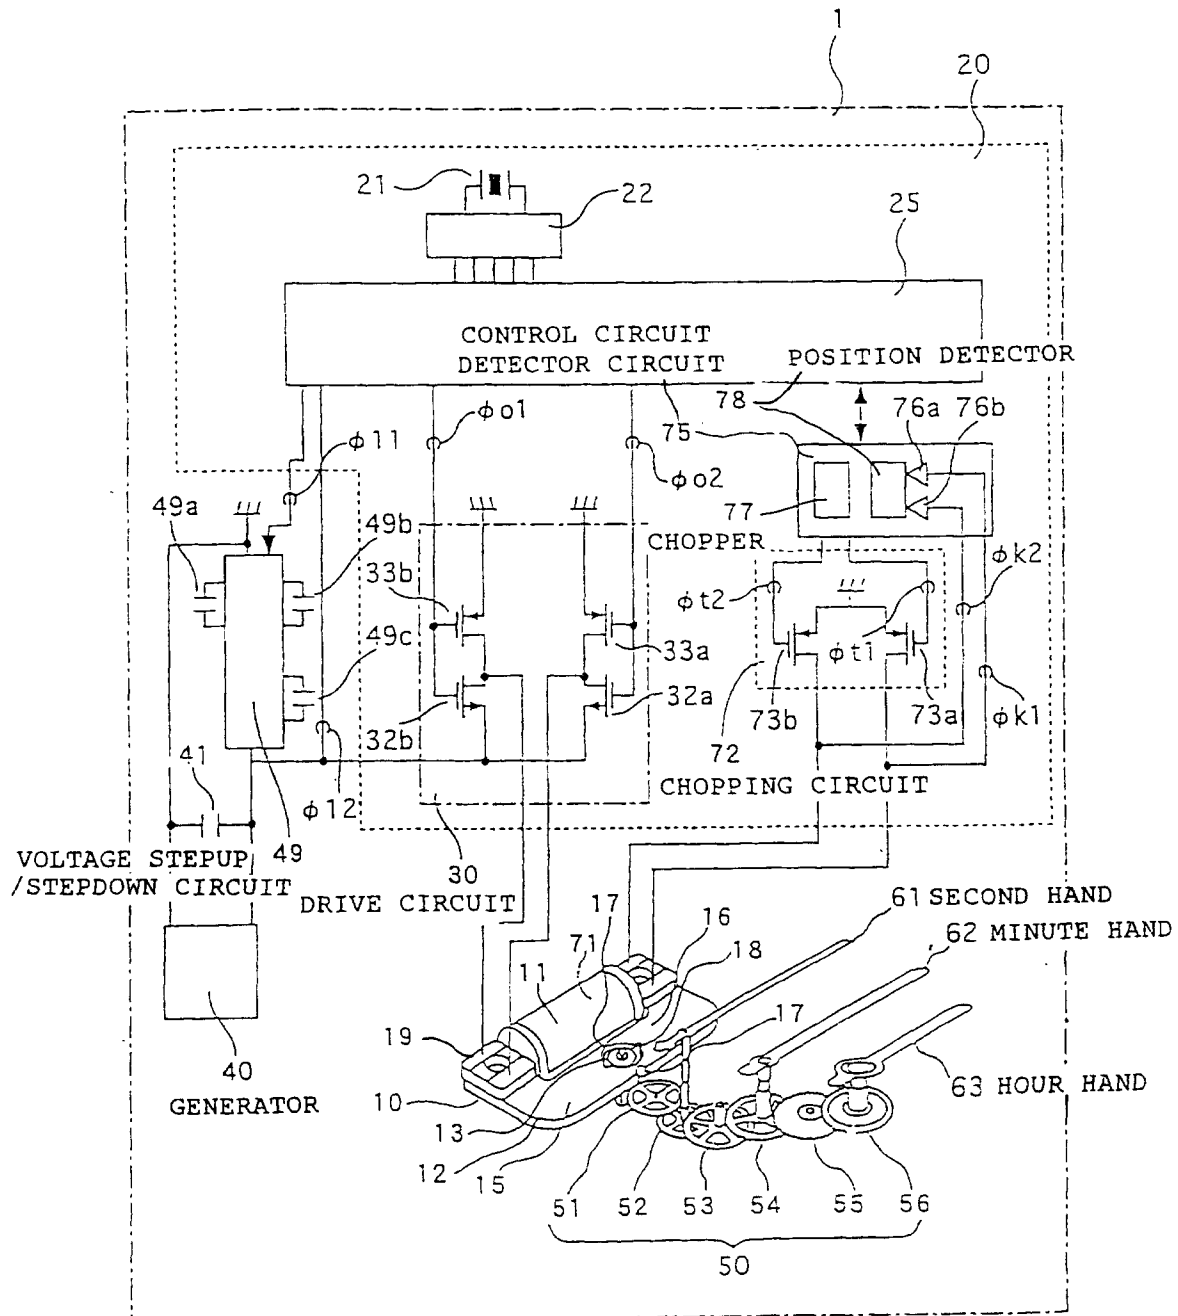 1
20
21
22
25
CONTROL CIRCUIT
DETECTOR CIRCUIT
POSITION DETECTOR
75
78
76a
76b
77
φ11
φo1
φo2
49a
49b
49c
33b
33a
32b
32a
CHOPPER
φt2
φt1
φk2
φk1
73b
73a
72
CHOPPING CIRCUIT
41
φ12
49
VOLTAGE STEPUP
/STEPDOWN CIRCUIT
30
DRIVE CIRCUIT
17
16
18
61 SECOND HAND
62 MINUTE HAND
71
11
17
19
40
GENERATOR
10
13
12
15
63 HOUR HAND
51
52
53
54
55
56
50